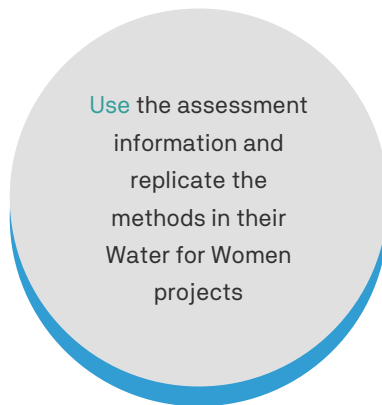 Use the assessment
information and
replicate the
methods in their
Water for Women
projects